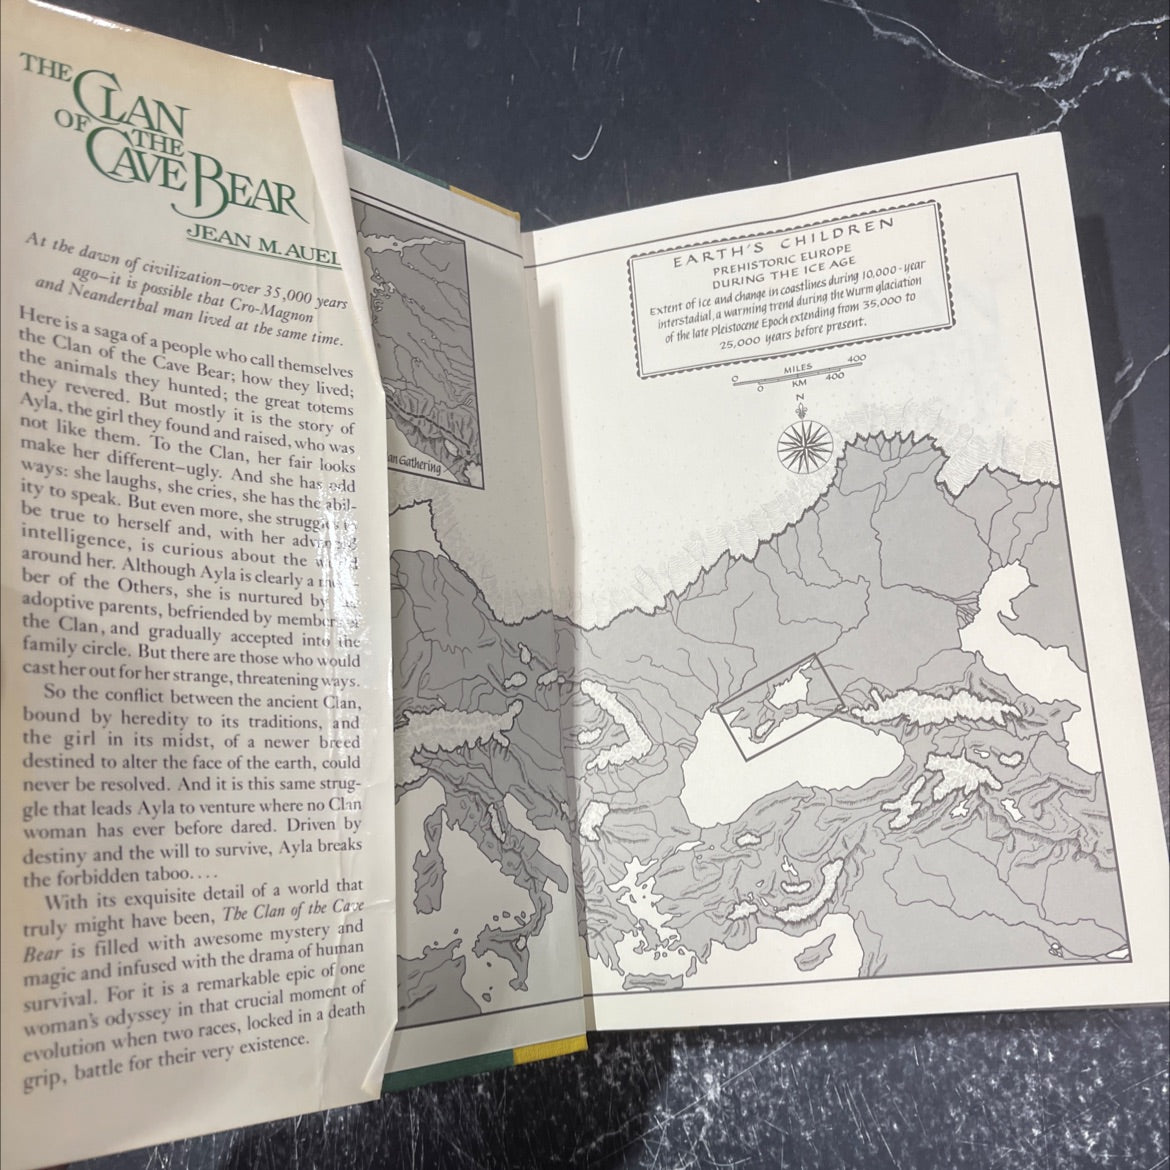 THE
CLAN
OF THE
CAVE BEAR
JEAN M. AUEL
At the dawn of civilization—over 35,000 years
ago—it is possible that Cro-Magnon
and Neanderthal man lived at the same time.
Here is a saga of a people who call themselves
the Clan of the Cave Bear; how they lived;
the animals they hunted; the great totems
they revered. But mostly it is the story of
Ayla, the girl they found and raised, who was
not like them. To the Clan, her fair looks
make her different—ugly. And she has odd
ways: she laughs, she cries, she has the abil-
ity to speak. But even more, she struggles to
be true to herself and, with her
intelligence, is curious about the
around her. Although Ayla is clearly a
ber of the Others, she is nurtured by
adoptive parents, befriended by members of
the Clan, and gradually accepted into the
family circle. But there are those who would
cast her out for her strange, threatening ways.
So the conflict between the ancient Clan,
bound by heredity to its traditions, and
the girl in its midst, of a newer breed
destined to alter the face of the earth, could
never be resolved. And it is this same strug-
gle that leads Ayla to venture where no Clan
woman has ever before dared. Driven by
destiny and the will to survive, Ayla breaks
the forbidden taboo....
With its exquisite detail of a world that
truly might have been, The Clan of the Cave
Bear is filled with awesome mystery and
magic and infused with the drama of human
survival. For it is a remarkable epic of one
woman's odyssey in that crucial moment of
evolution when two races, locked in a death
grip, battle for their very existence.
an Gathering
EARTH'S CHILDREN
PREHISTORIC EUROPE
DURING THE ICE AGE
Extent of ice and change in coastlines during 10,000-year
interstadial, a warming trend during the Würm glaciation
of the late Pleistocene Epoch extending from 35,000 to
25,000 years before present.
0 MILES 400
0 KM 400
N